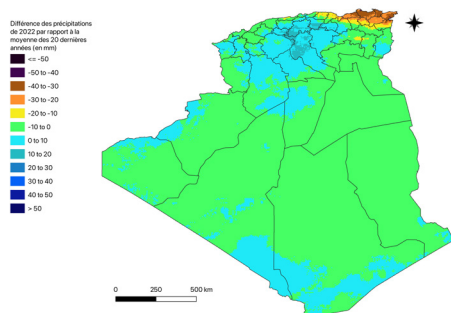 Différence des précipitations
de 2022 par rapport à la
moyenne des 20 dernières
années (en mm)
<= -50
-50 to -40
-40 to -30
-30 to -20
-20 to -10
-10 to 0
0 to 10
10 to 20
20 to 30
30 to 40
40 to 50
> 50
0 250 500 km